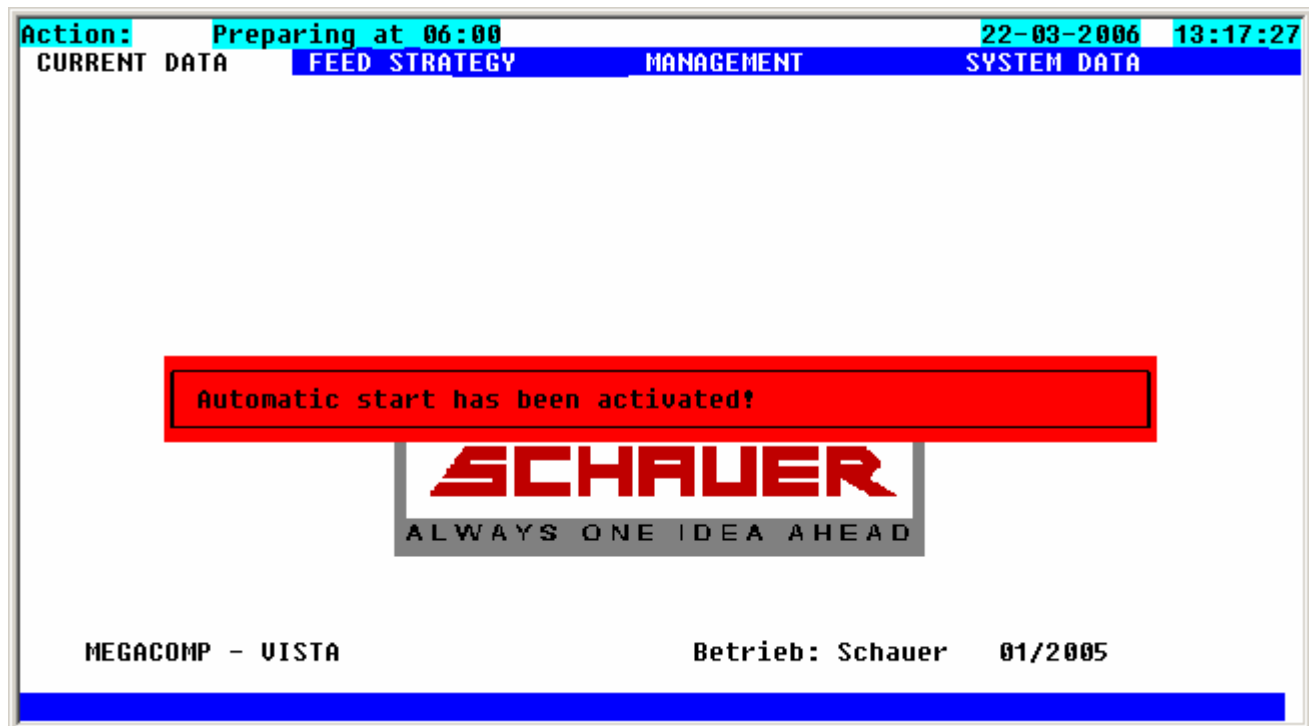 Action: Preparing at 06:00 22-03-2006 13:17:27
CURRENT DATA FEED STRATEGY MANAGEMENT SYSTEM DATA
Automatic start has been activated!
SCHAUER
ALWAYS ONE IDEA AHEAD
MEGACOMP - VISTA Betrieb: Schauer 01/2005